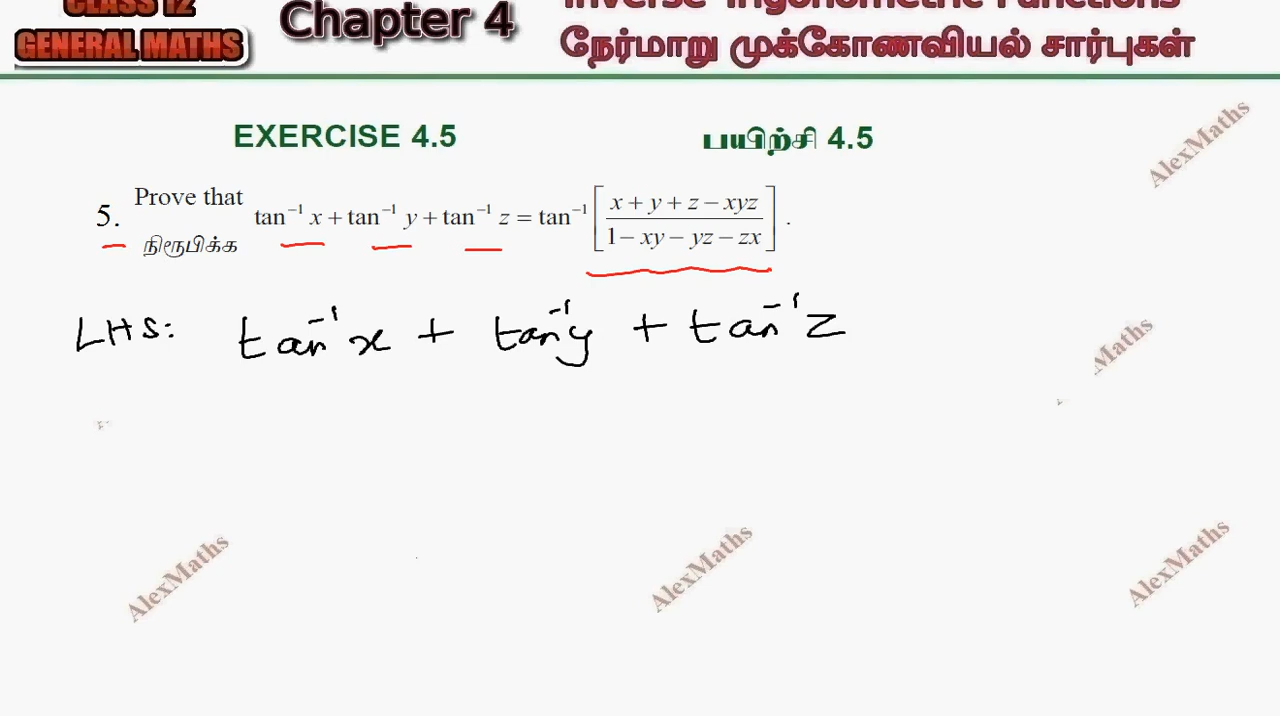 CLASS 12
GENERAL MATHS
Chapter 4
Inverse Trigonometric Functions
நேர்மாறு முக்கோணவியல் சார்புகள்
EXERCISE 4.5
பயிற்சி 4.5
5. Prove that
நிரூபிக்க
tan⁻¹ x + tan⁻¹ y + tan⁻¹ z = tan⁻¹ [ (x + y + z − xyz) / (1 − xy − yz − zx) ] .
LHS: tan⁻¹x + tan⁻¹y + tan⁻¹z
AlexMaths
AlexMaths
AlexMaths
AlexMaths
AlexMaths